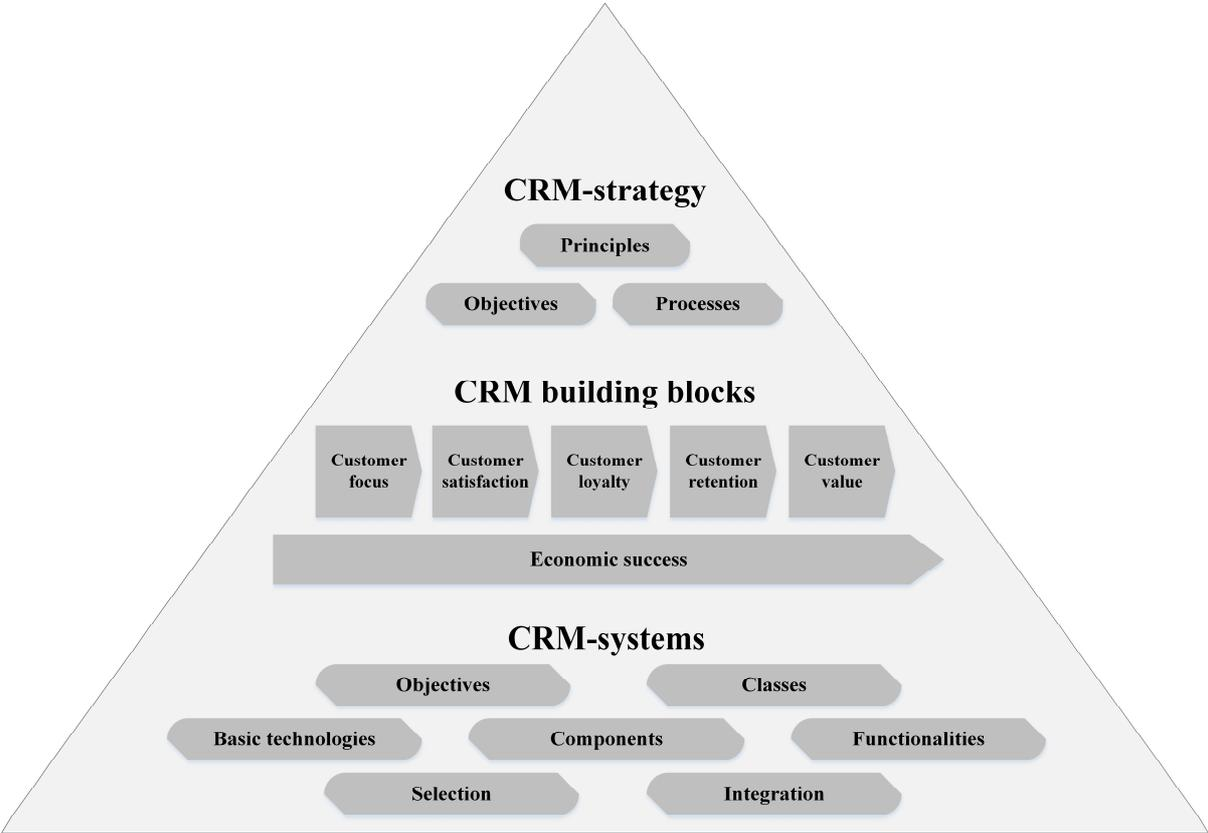 CRM-strategy
Principles
Objectives
Processes
CRM building blocks
Customer
focus
Customer
satisfaction
Customer
loyalty
Customer
retention
Customer
value
Economic success
CRM-systems
Objectives
Classes
Basic technologies
Components
Functionalities
Selection
Integration